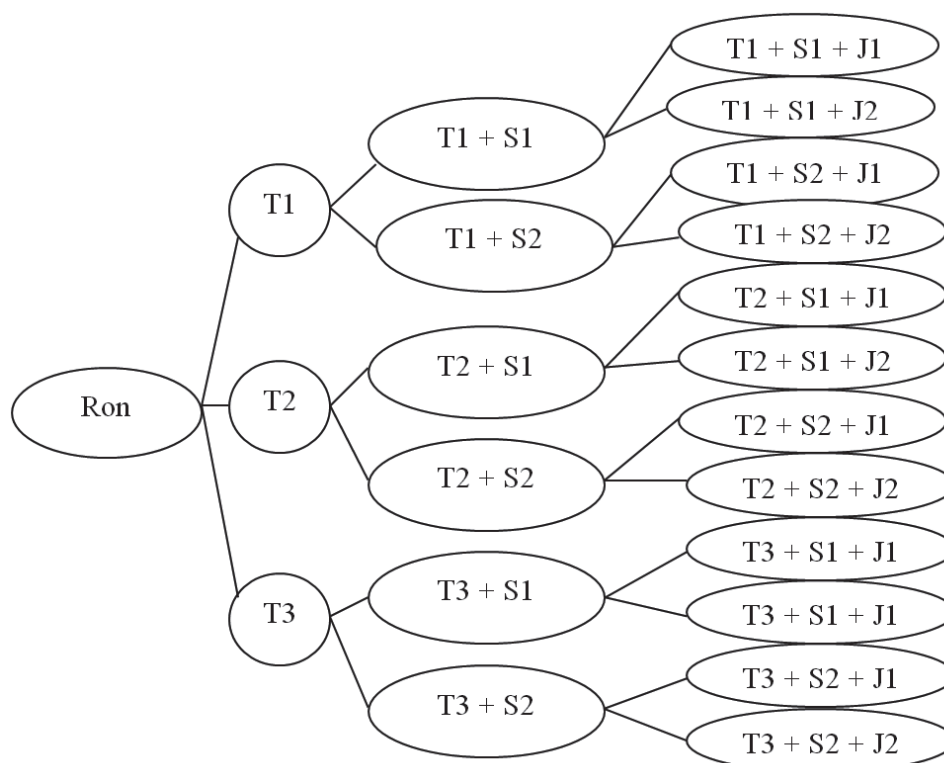 Ron
T1
T2
T3
T1 + S1
T1 + S2
T2 + S1
T2 + S2
T3 + S1
T3 + S2
T1 + S1 + J1
T1 + S1 + J2
T1 + S2 + J1
T1 + S2 + J2
T2 + S1 + J1
T2 + S1 + J2
T2 + S2 + J1
T2 + S2 + J2
T3 + S1 + J1
T3 + S1 + J1
T3 + S2 + J1
T3 + S2 + J2